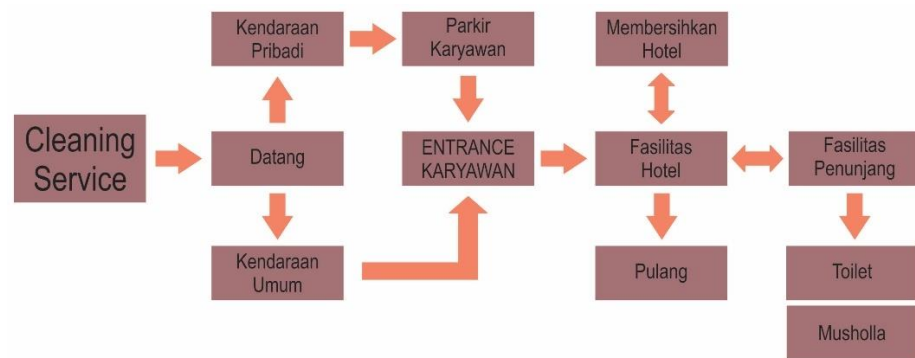 Cleaning
Service
Datang
Kendaraan
Pribadi
Parkir
Karyawan
Kendaraan
Umum
ENTRANCE
KARYAWAN
Fasilitas
Hotel
Membersihkan
Hotel
Pulang
Fasilitas
Penunjang
Toilet
Musholla